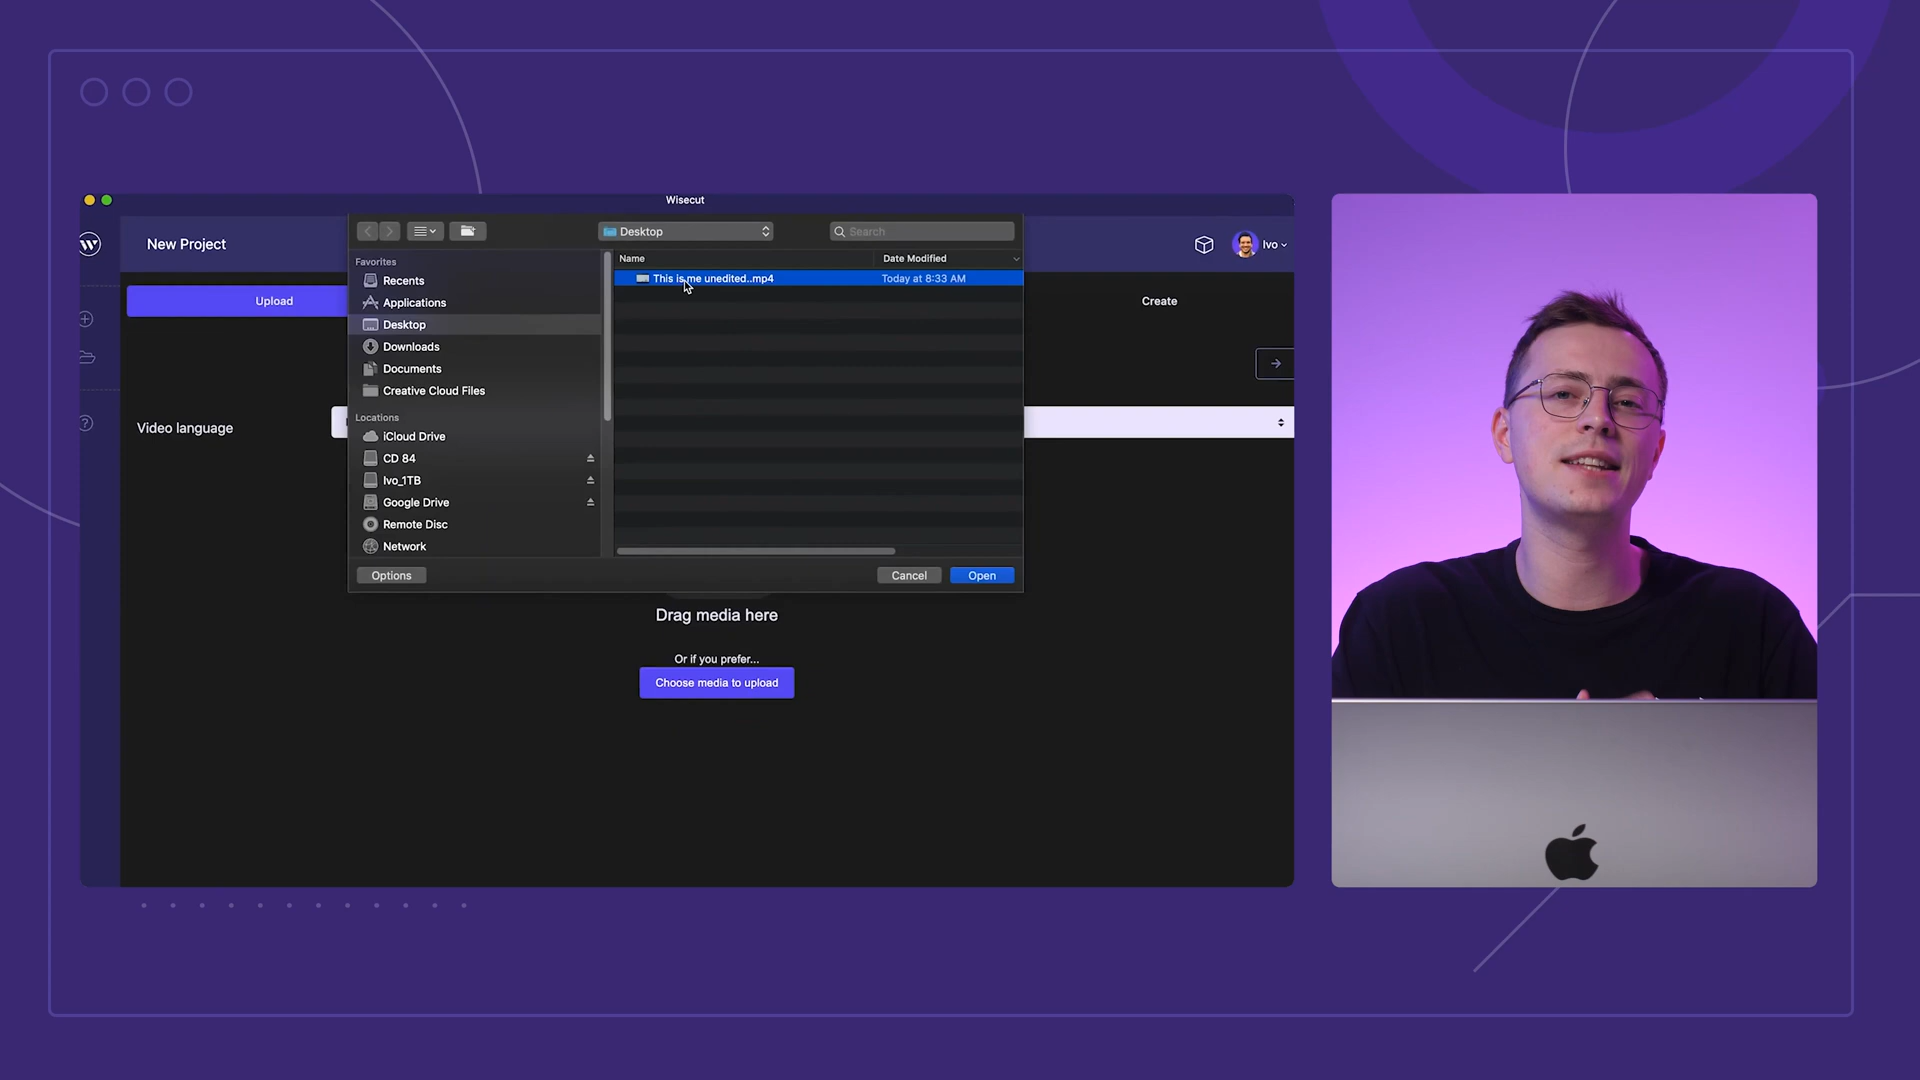 Wisecut
New Project
Desktop
Search
Ivo
Favorites
Name
Date Modified
Recents
This is me unedited..mp4
Today at 8:33 AM
Applications
Upload
Create
Desktop
Downloads
Documents
Creative Cloud Files
Locations
Video language
iCloud Drive
CD 84
Ivo_1TB
Google Drive
Remote Disc
Network
Options
Cancel
Open
Drag media here
Or if you prefer...
Choose media to upload